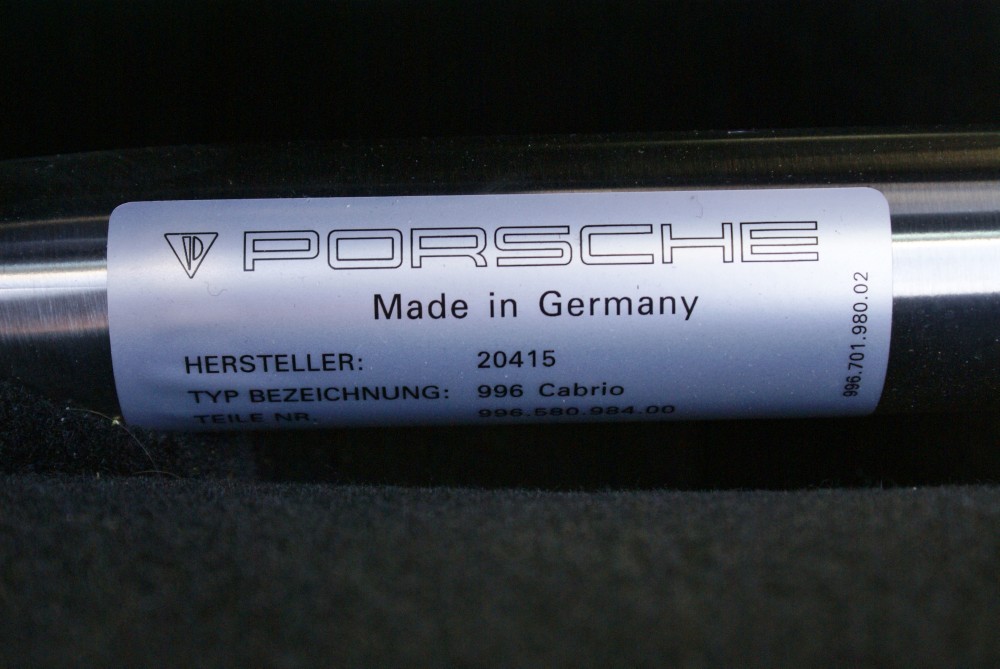 PORSCHE
Made in Germany
HERSTELLER: 20415
TYP BEZEICHNUNG: 996 Cabrio
TEILE NR. 996.580.984.00
996.701.980.02